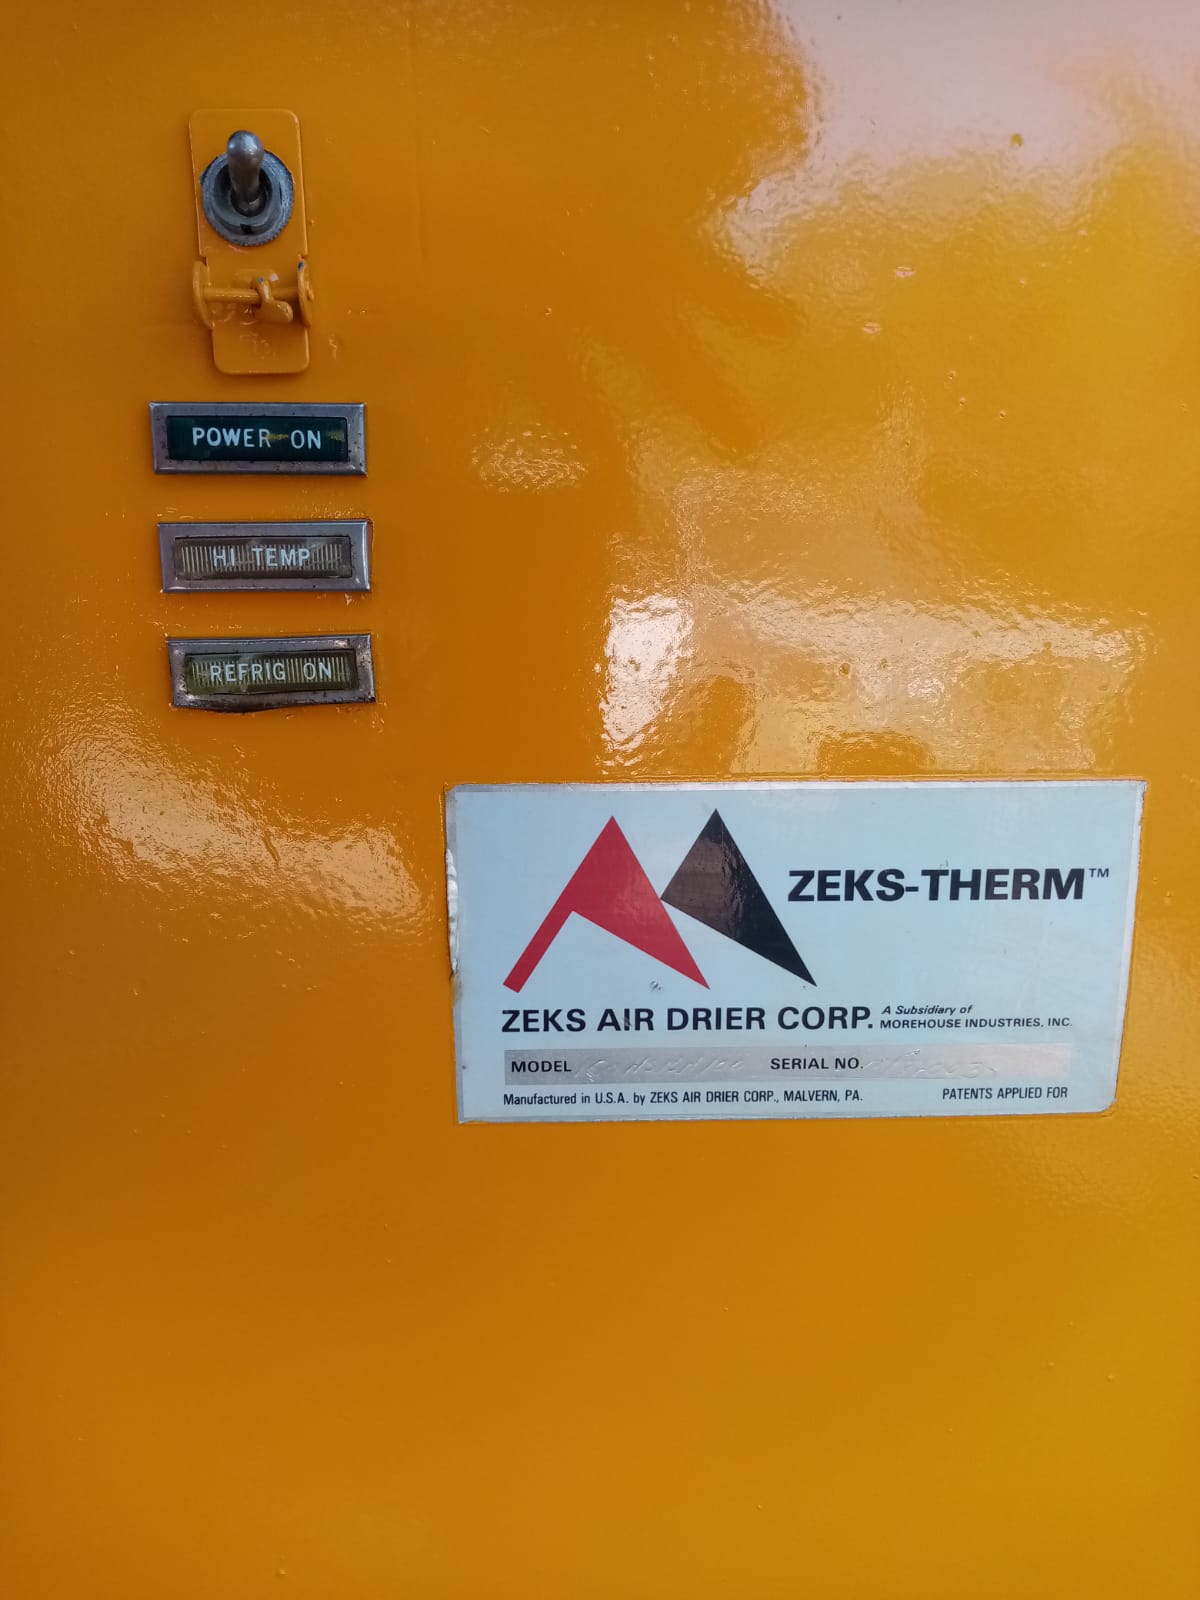 POWER ON
HI TEMP
REFRIG ON
ZEKS-THERM™
ZEKS AIR DRIER CORP. A Subsidiary of
MOREHOUSE INDUSTRIES, INC.
MODEL SERIAL NO.
Manufactured in U.S.A. by ZEKS AIR DRIER CORP., MALVERN, PA. PATENTS APPLIED FOR